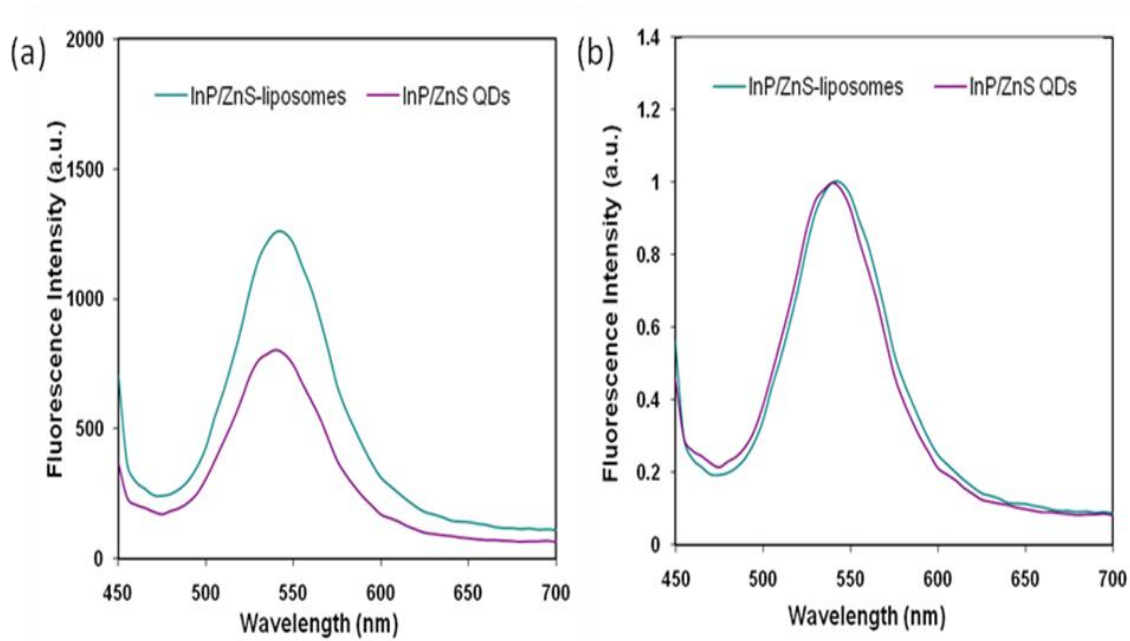 (a)
2000
1500
1000
500
0
Fluorescence Intensity (a.u.)
InP/ZnS-liposomes InP/ZnS QDs
450 500 550 600 650 700
Wavelength (nm)
(b)
1.4
1.2
1
0.8
0.6
0.4
0.2
0
Fluorescence Intensity (a.u.)
InP/ZnS-liposomes InP/ZnS QDs
450 500 550 600 650 700
Wavelength (nm)